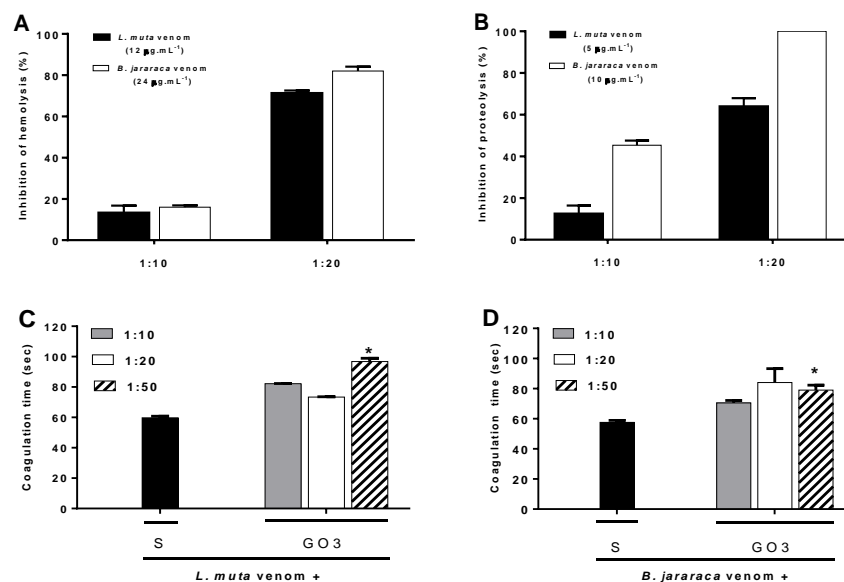 A
L. muta venom
(12 µg.mL⁻¹)
B. jararaca venom
(24 µg.mL⁻¹)
Inhibition of hemolysis (%)
100
80
60
40
20
0
1:10
1:20
B
L. muta venom
(5 µg.mL⁻¹)
B. jararaca venom
(10 µg.mL⁻¹)
Inhibition of proteolysis (%)
100
80
60
40
20
0
1:10
1:20
C
1:10
1:20
1:50
*
Coagulation time (sec)
120
100
80
60
40
20
0
S
GO3
L. muta venom +
D
1:10
1:20
1:50
*
Coagulation time (sec)
120
100
80
60
40
20
0
S
GO3
B. jararaca venom +